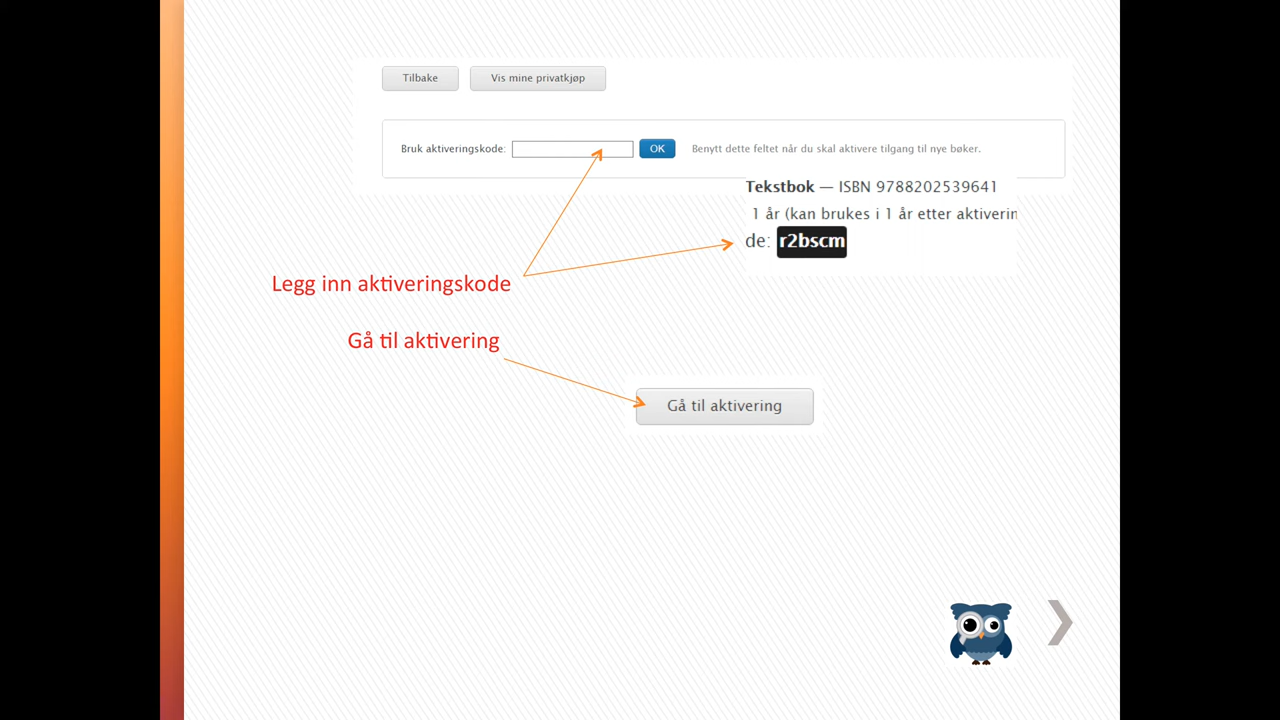 Tilbake
Vis mine privatkjøp
Bruk aktiveringskode:
OK
Benytt dette feltet når du skal aktivere tilgang til nye bøker.
Tekstbok — ISBN 9788202539641
1 år (kan brukes i 1 år etter aktiverin
de: r2bscm
Legg inn aktiveringskode
Gå til aktivering
Gå til aktivering